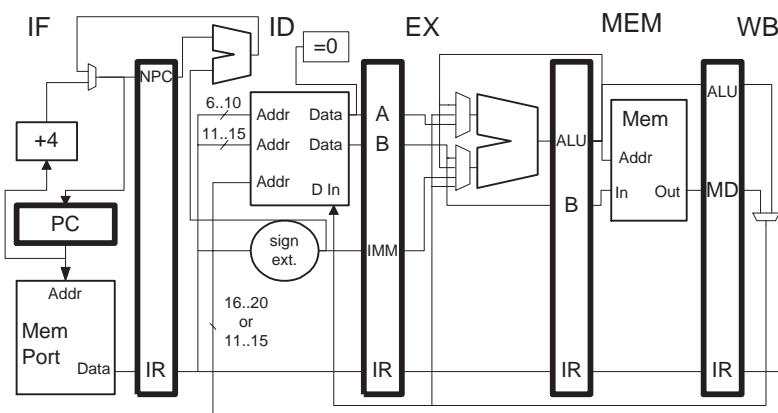 IF
ID
EX
MEM
WB
=0
NPC
+4
PC
Addr
Mem
Port
Data
IR
6..10
11..15
Addr
Data
Addr
Data
Addr
D In
sign
ext.
16..20
or
11..15
A
B
IMM
IR
ALU
B
IR
Mem
Addr
In
Out
ALU
MD
IR